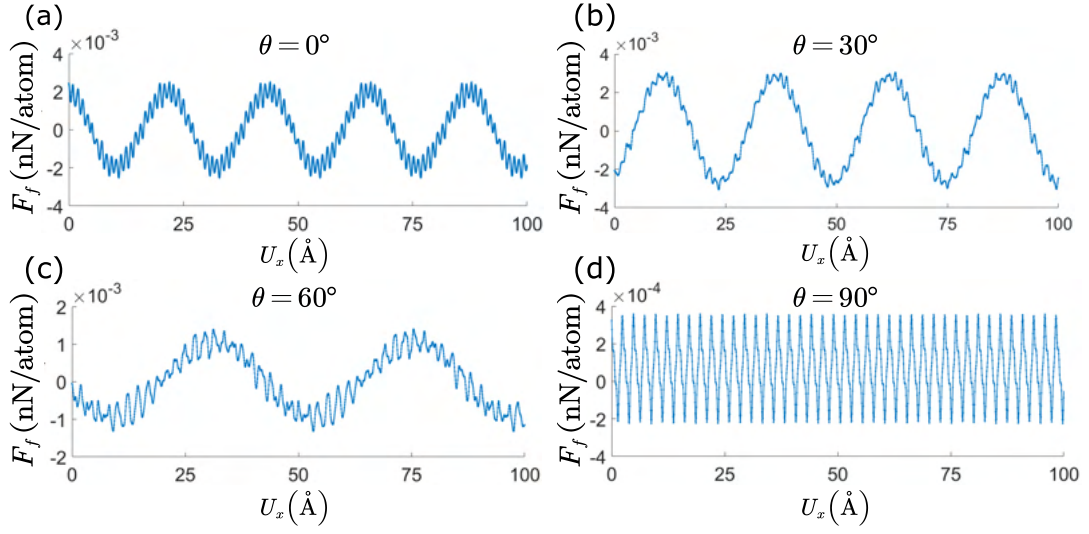 (a)
×10⁻³
θ = 0°
4
2
0
-2
-4
F_f (nN/atom)
0 25 50 75 100
U_x (Å)
(b)
×10⁻³
θ = 30°
4
2
0
-2
-4
F_f (nN/atom)
0 25 50 75 100
U_x (Å)
(c)
×10⁻³
θ = 60°
2
1
0
-1
-2
F_f (nN/atom)
0 25 50 75 100
U_x (Å)
(d)
×10⁻⁴
θ = 90°
4
2
0
-2
-4
F_f (nN/atom)
0 25 50 75 100
U_x (Å)